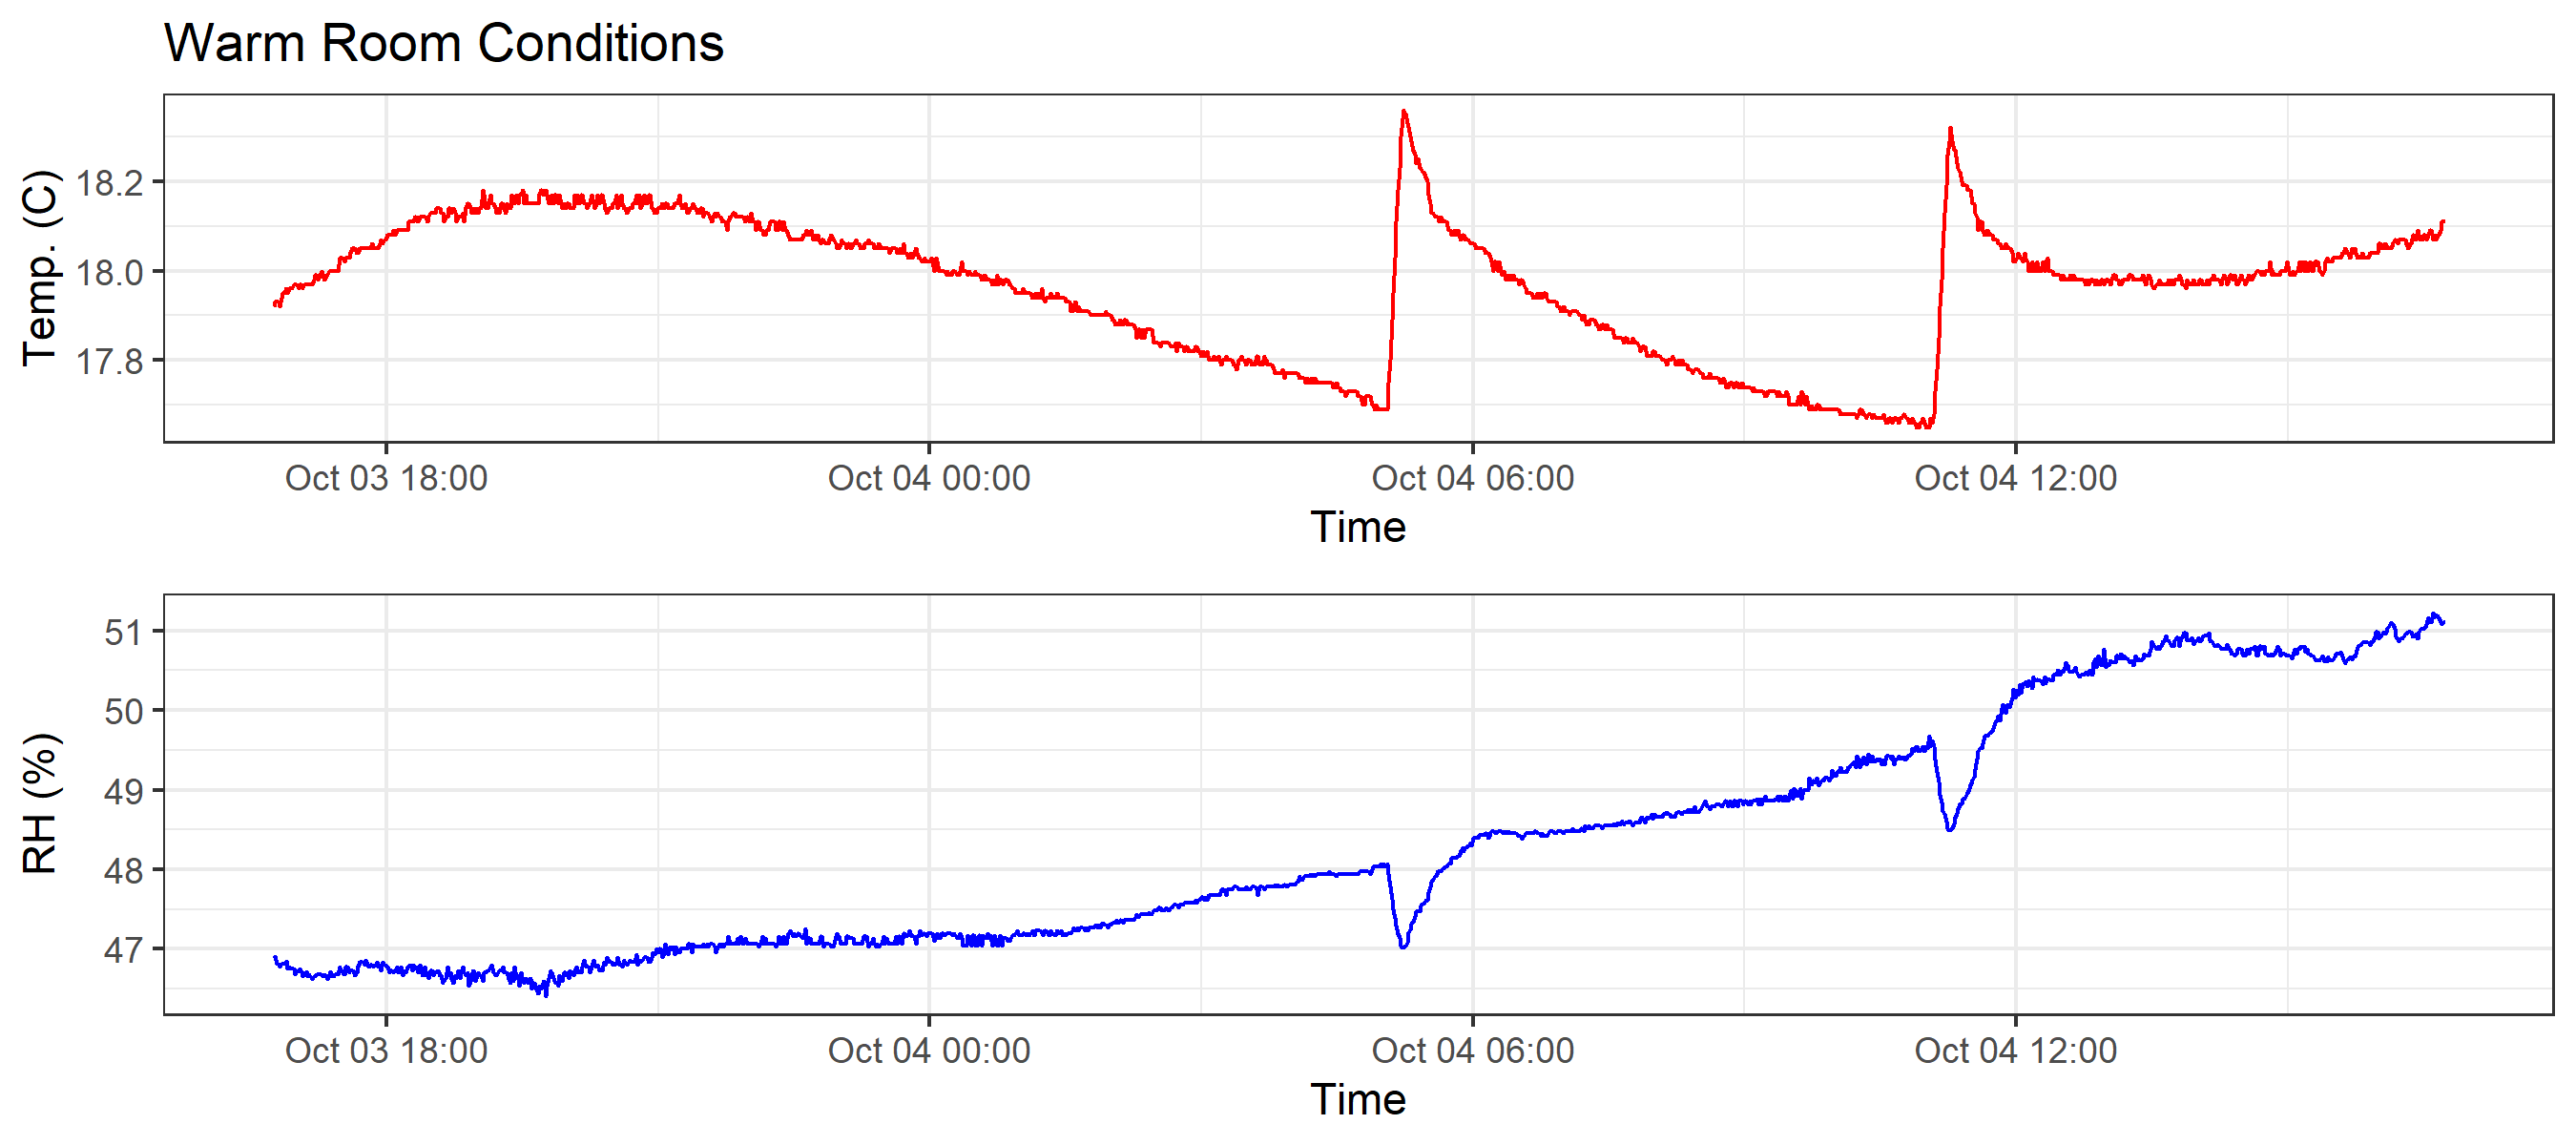 Warm Room Conditions
Temp. (C)
18.2
18.0
17.8
Oct 03 18:00 Oct 04 00:00 Oct 04 06:00 Oct 04 12:00
Time
RH (%)
51
50
49
48
47
Oct 03 18:00 Oct 04 00:00 Oct 04 06:00 Oct 04 12:00
Time